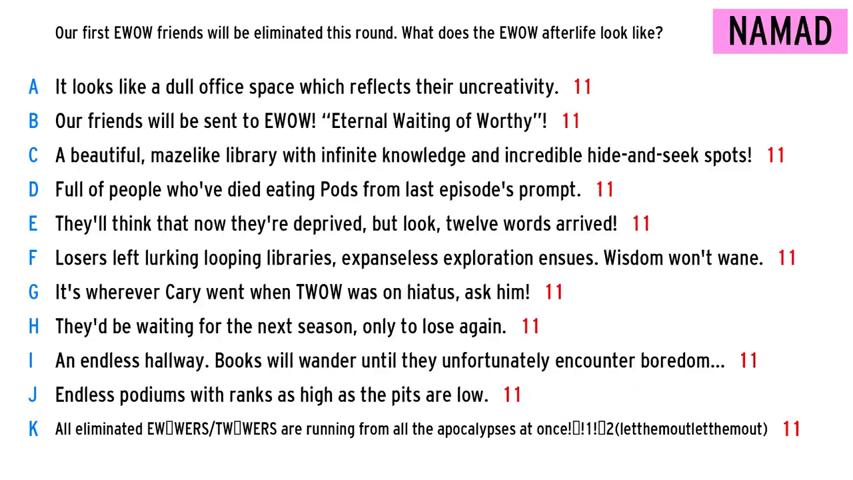 Our first EWOW friends will be eliminated this round. What does the EWOW afterlife look like?
NAMAD
A It looks like a dull office space which reflects their uncreativity. 11
B Our friends will be sent to EWOW! “Eternal Waiting of Worthy”! 11
C A beautiful, mazelike library with infinite knowledge and incredible hide-and-seek spots! 11
D Full of people who've died eating Pods from last episode's prompt. 11
E They'll think that now they're deprived, but look, twelve words arrived! 11
F Losers left lurking looping libraries, expanseless exploration ensues. Wisdom won't wane. 11
G It's wherever Cary went when TWOW was on hiatus, ask him! 11
H They'd be waiting for the next season, only to lose again. 11
I An endless hallway. Books will wander until they unfortunately encounter boredom... 11
J Endless podiums with ranks as high as the pits are low. 11
K All eliminated EW▯WERS/TW▯WERS are running from all the apocalypses at once!▯!1!▯2(letthemoutletthemout) 11